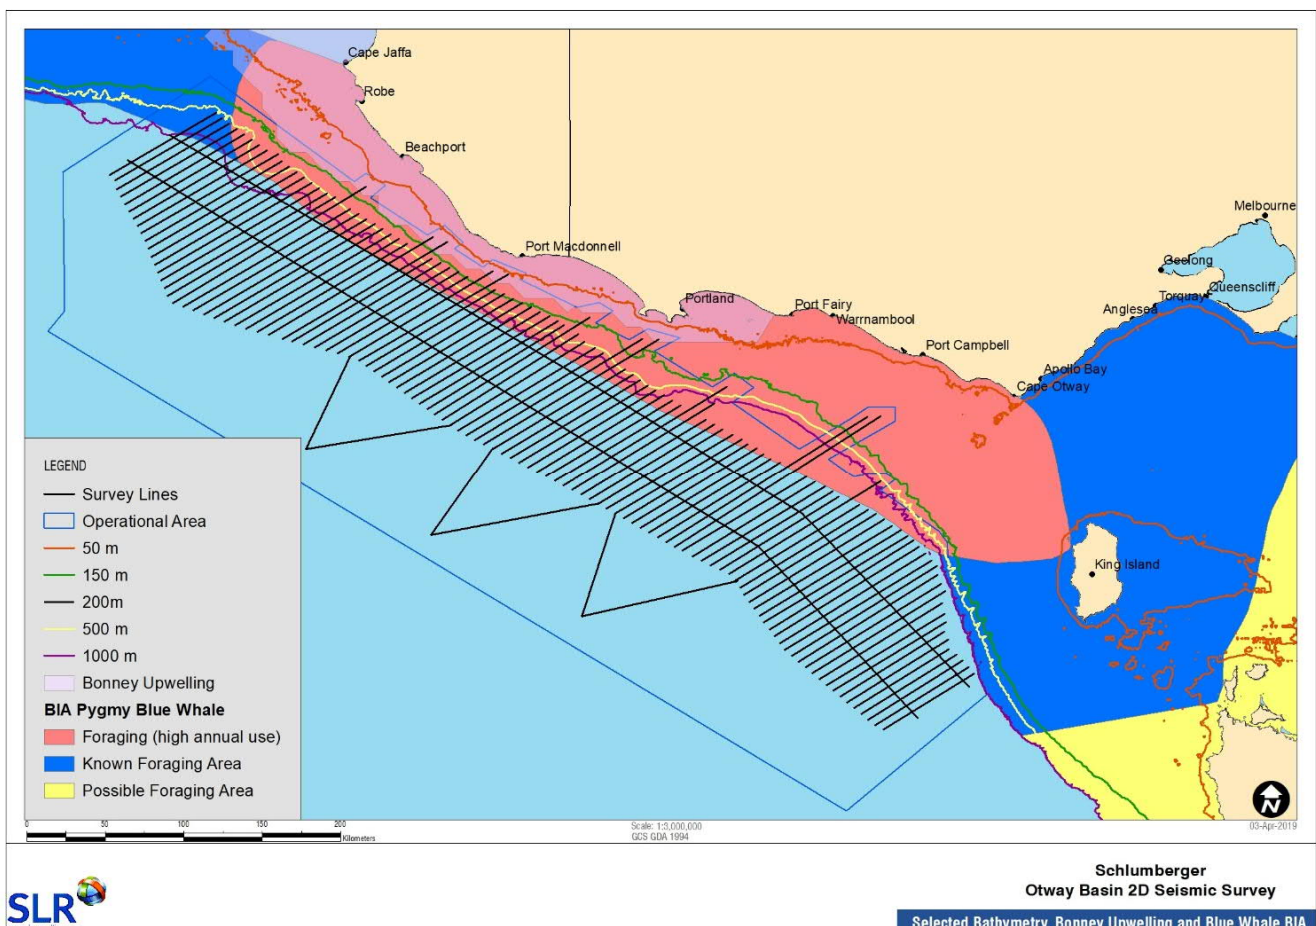 Cape Jaffa
Robe
Beachport
Port Macdonnell
Portland
Port Fairy
Warrnambool
Port Campbell
Melbourne
Geelong
Queenscliff
Torquay
Anglesea
Apollo Bay
Cape Otway
King Island
LEGEND
Survey Lines
Operational Area
50 m
150 m
200m
500 m
1000 m
Bonney Upwelling
BIA Pygmy Blue Whale
Foraging (high annual use)
Known Foraging Area
Possible Foraging Area
N
0 50 100 150 200
Kilometers
Scale: 1:3,000,000
GCS GDA 1994
03-Apr-2019
SLR
Schlumberger
Otway Basin 2D Seismic Survey
Selected Bathymetry, Bonney Upwelling and Blue Whale BIA